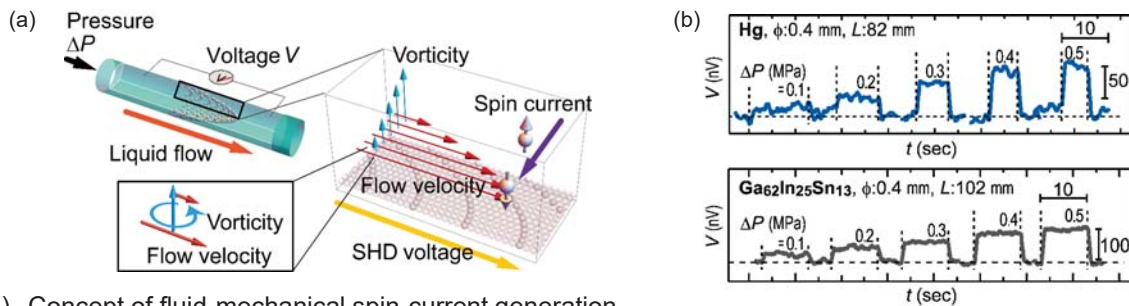 (a)
Pressure
ΔP
Voltage V
V
Liquid flow
Vorticity
Flow velocity
Vorticity
Spin current
Flow velocity
SHD voltage
(b)
Hg, ϕ:0.4 mm, L:82 mm
10
ΔP (MPa)
=0.1
0.2
0.3
0.4
0.5
50
V (nV)
t (sec)
Ga62In25Sn13, ϕ:0.4 mm, L:102 mm
10
ΔP (MPa)
=0.1
0.2
0.3
0.4
0.5
100
V (nV)
t (sec)
) Concept of fluid-mechanical spin-current generation